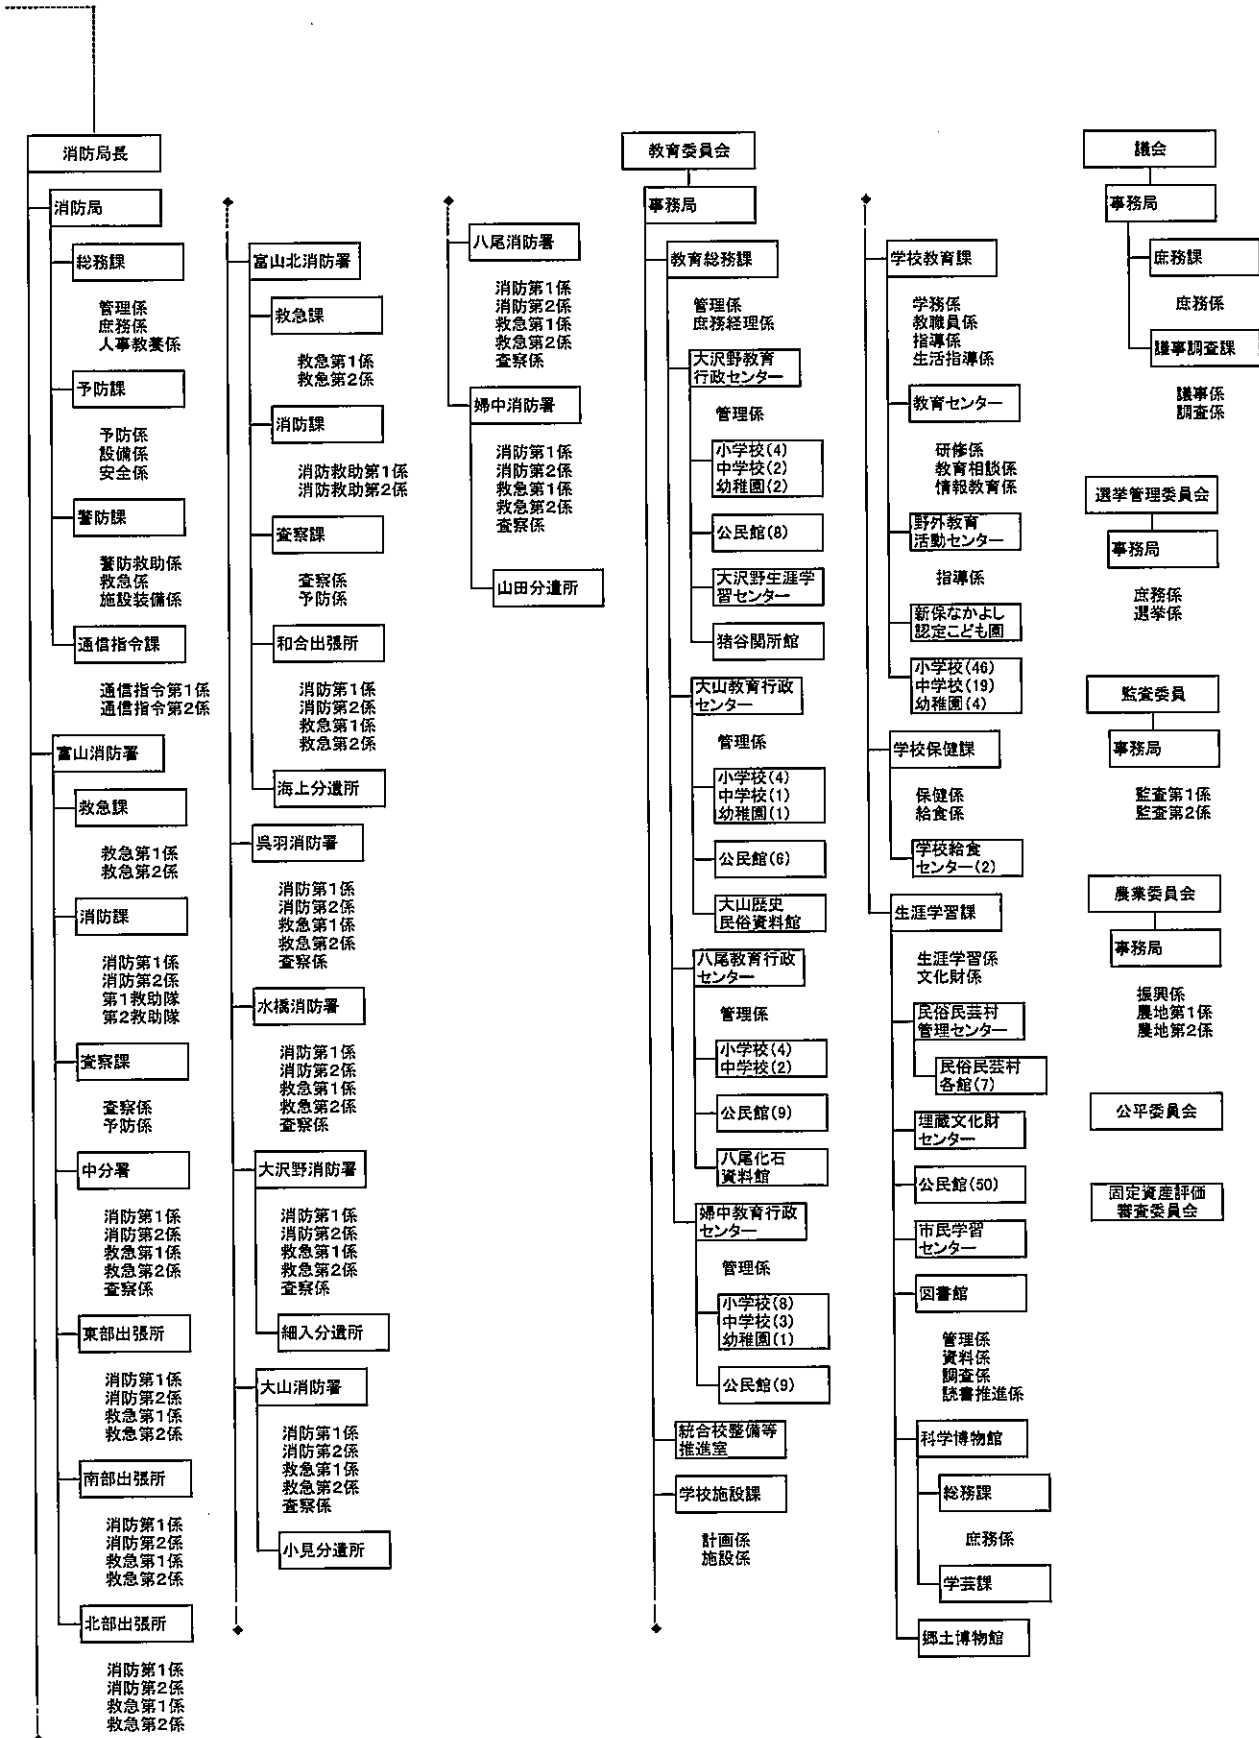 消防局長
消防局
総務課
管理係
庶務係
人事教養係
予防課
予防係
設備係
安全係
警防課
警防救助係
救急係
施設装備係
通信指令課
通信指令第1係
通信指令第2係
富山消防署
救急課
救急第1係
救急第2係
消防課
消防第1係
消防第2係
第1救助隊
第2救助隊
査察課
査察係
予防係
中分署
消防第1係
消防第2係
救急第1係
救急第2係
査察係
東部出張所
消防第1係
消防第2係
救急第1係
救急第2係
南部出張所
消防第1係
消防第2係
救急第1係
救急第2係
北部出張所
消防第1係
消防第2係
救急第1係
救急第2係
富山北消防署
救急課
救急第1係
救急第2係
消防課
消防救助第1係
消防救助第2係
査察課
査察係
予防係
和合出張所
消防第1係
消防第2係
救急第1係
救急第2係
海上分遣所
呉羽消防署
消防第1係
消防第2係
救急第1係
救急第2係
査察係
水橋消防署
消防第1係
消防第2係
救急第1係
救急第2係
査察係
大沢野消防署
消防第1係
消防第2係
救急第1係
救急第2係
査察係
細入分遣所
大山消防署
消防第1係
消防第2係
救急第1係
救急第2係
査察係
小見分遣所
八尾消防署
消防第1係
消防第2係
救急第1係
救急第2係
査察係
婦中消防署
消防第1係
消防第2係
救急第1係
救急第2係
査察係
山田分遣所
教育委員会
事務局
教育総務課
管理係
庶務経理係
大沢野教育
行政センター
管理係
小学校(4)
中学校(2)
幼稚園(2)
公民館(8)
大沢野生涯学
習センター
猪谷関所館
大山教育行政
センター
管理係
小学校(4)
中学校(1)
幼稚園(1)
公民館(6)
大山歴史
民俗資料館
八尾教育行政
センター
管理係
小学校(4)
中学校(2)
公民館(9)
八尾化石
資料館
婦中教育行政
センター
管理係
小学校(8)
中学校(3)
幼稚園(1)
公民館(9)
統合校整備等
推進室
学校施設課
計画係
施設係
学校教育課
学務係
教職員係
指導係
生活指導係
教育センター
研修係
教育相談係
情報教育係
野外教育
活動センター
指導係
新保なかよし
認定こども園
小学校(46)
中学校(19)
幼稚園(4)
学校保健課
保健係
給食係
学校給食
センター(2)
生涯学習課
生涯学習係
文化財係
民俗民芸村
管理センター
民俗民芸村
各館(7)
埋蔵文化財
センター
公民館(50)
市民学習
センター
図書館
管理係
資料係
調査係
読書推進係
科学博物館
総務課
庶務係
学芸課
郷土博物館
議会
事務局
庶務課
庶務係
議事調査課
議事係
調査係
選挙管理委員会
事務局
庶務係
選挙係
監査委員
事務局
監査第1係
監査第2係
農業委員会
事務局
振興係
農地第1係
農地第2係
公平委員会
固定資産評価
審査委員会